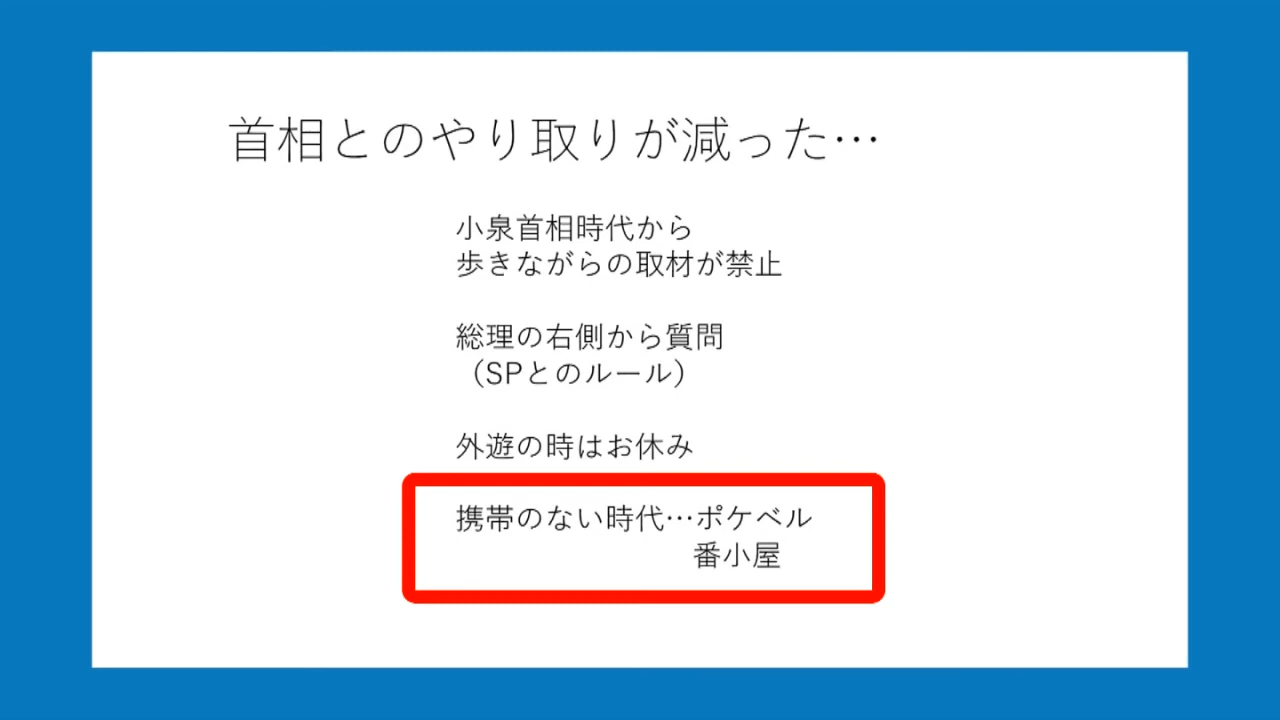 首相とのやり取りが減った…
小泉首相時代から
歩きながらの取材が禁止
総理の右側から質問
（SPとのルール）
外遊の時はお休み
携帯のない時代…ポケベル
番小屋